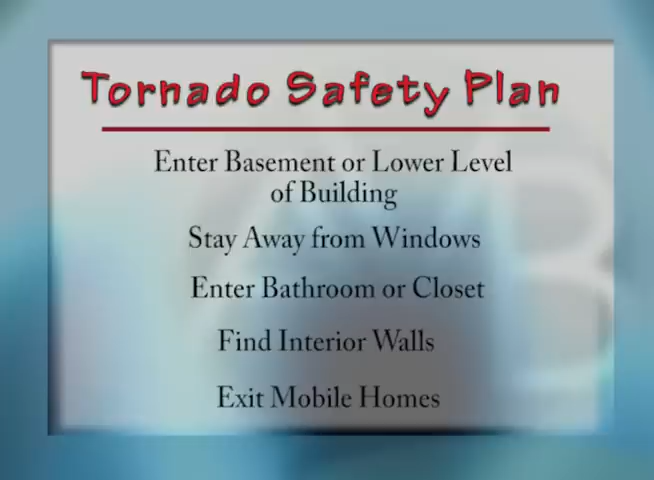 Tornado Safety Plan
Enter Basement or Lower Level
of Building
Stay Away from Windows
Enter Bathroom or Closet
Find Interior Walls
Exit Mobile Homes